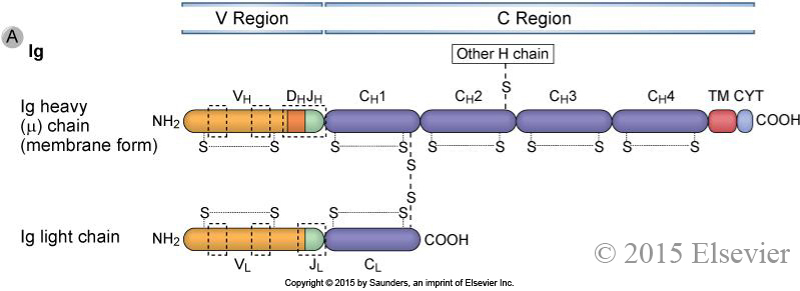 V Region C Region
A
Ig
Other H chain
S
VH DHJH CH1 CH2 CH3 CH4 TM CYT
Ig heavy
(μ) chain
(membrane form)
NH2 COOH
S S S S S S S S S S
S
S
S S S S
Ig light chain
NH2 COOH
VL JL CL
© 2015 Elsevier
Copyright © 2015 by Saunders, an imprint of Elsevier Inc.